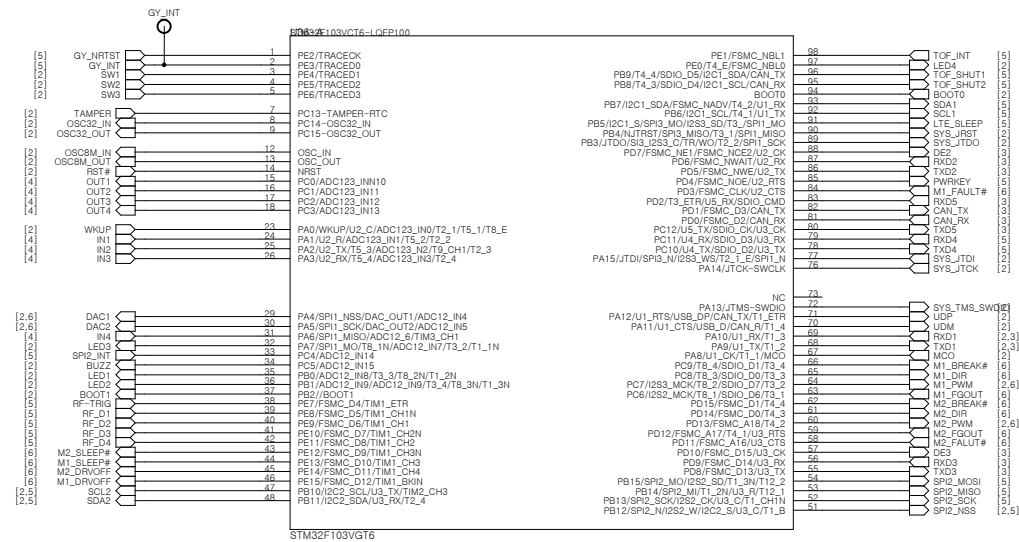 GY_INT
STM32F103VCT6-LQFP100
[5] GY_NRTST 1 PE2/TRACECK
[5] GY_INT 2 PE3/TRACED0
[2] SW1 3 PE4/TRACED1
[2] SW2 4 PE5/TRACED2
[2] SW3 5 PE6/TRACED3
[2] TAMPER 7 PC13-TAMPER-RTC
[2] OSC32_IN 8 PC14-OSC32_IN
[2] OSC32_OUT 9 PC15-OSC32_OUT
[2] OSC8M_IN 12 OSC_IN
[2] OSC8M_OUT 13 OSC_OUT
[2] RST# 14 NRST
[4] OUT1 15 PC0/ADC123_INN10
[4] OUT2 16 PC1/ADC123_IN11
[4] OUT3 17 PC2/ADC123_IN12
[4] OUT4 18 PC3/ADC123_IN13
[2] WKUP 23 PA0/WKUP/U2_C/ADC123_IN0/T2_1/T5_1/T8_E
[4] IN1 24 PA1/U2_R/ADC123_IN1/T5_2/T2_2
[4] IN2 25 PA2/U2_TX/T5_3/ADC123_N2/T9_CH1/T2_3
[4] IN3 26 PA3/U2_RX/T5_4/ADC123_IN3/T2_4
[2,6] DAC1 29 PA4/SPI1_NSS/DAC_OUT1/ADC12_IN4
[2,6] DAC2 30 PA5/SPI1_SCK/DAC_OUT2/ADC12_IN5
[4] IN4 31 PA6/SPI1_MISO/ADC12_6/TIM3_CH1
[2] LED3 32 PA7/SPI1_MO/T8_1N/ADC12_IN7/T3_2/T1_1N
[5] SPI2_INT 33 PC4/ADC12_IN14
[2] BUZZ 34 PC5/ADC12_IN15
[2] LED1 35 PB0/ADC12_IN8/T3_3/T8_2N/T1_2N
[2] LED2 36 PB1/ADC12_IN9/ADC12_IN9/T3_4/T8_3N/T1_3N
[2] BOOT1 37 PB2//BOOT1
[5] RF-TRIG 38 PE7/FSMC_D4/TIM1_ETR
[5] RF_D1 39 PE8/FSMC_D5/TIM1_CH1N
[5] RF_D2 40 PE9/FSMC_D6/TIM1_CH1
[5] RF_D3 41 PE10/FSMC_D7/TIM1_CH2N
[5] RF_D4 42 PE11/FSMC_D8/TIM1_CH2
[6] M2_SLEEP# 43 PE12/FSMC_D9/TIM1_CH3N
[6] M1_SLEEP# 44 PE13/FSMC_D10/TIM1_CH3
[6] M2_DRVOFF 45 PE14/FSMC_D11/TIM1_CH4
[6] M1_DRVOFF 46 PE15/FSMC_D12/TIM1_BKIN
[2,5] SCL2 47 PB10/I2C2_SCL/U3_TX/TIM2_CH3
[2,5] SDA2 48 PB11/I2C2_SDA/U3_RX/T2_4
PE1/FSMC_NBL1 98 TOF_INT [5]
PE0/T4_E/FSMC_NBL0 97 LED4 [2]
PB9/T4_4/SDIO_D5/I2C1_SDA/CAN_TX 96 TOF_SHUT1 [5]
PB8/T4_3/SDIO_D4/I2C1_SCL/CAN_RX 95 TOF_SHUT2 [5]
BOOT0 94 BOOT0 [2]
PB7/I2C1_SDA/FSMC_NADV/T4_2/U1_RX 93 SDA1 [5]
PB6/I2C1_SCL/T4_1/U1_TX 92 SCL1 [5]
PB5/I2C1_S/SPI3_MO/I2S3_SD/T3_/SPI1_MO 91 LTE_SLEEP [5]
PB4/NJTRST/SPI3_MISO/T3_1/SPI1_MISO 90 SYS_JRST [2]
PB3/JTDO/SI3_I2S3_C/TR/WO/T2_2/SPI1_SCK 89 SYS_JTDO [2]
PD7/FSMC_NE1/FSMC_NCE2/U2_CK 88 DE2 [3]
PD6/FSMC_NWAIT/U2_RX 87 RXD2 [3]
PD5/FSMC_NWE/U2_TX 86 TXD2 [3]
PD4/FSMC_NOE/U2_RTS 85 PWRKEY [5]
PD3/FSMC_CLK/U2_CTS 84 M1_FAULT# [6]
PD2/T3_ETR/U5_RX/SDIO_CMD 83 RXD5 [3]
PD1/FSMC_D3/CAN_TX 82 CAN_TX [3]
PD0/FSMC_D2/CAN_RX 81 CAN_RX [3]
PC12/U5_TX/SDIO_CK/U3_CK 80 TXD5 [3]
PC11/U4_RX/SDIO_D3/U3_RX 79 RXD4 [5]
PC10/U4_TX/SDIO_D2/U3_TX 78 TXD4 [5]
PA15/JTDI/SPI3_N/I2S3_WS/T2_1_E/SPI1_N 77 SYS_JTDI [2]
PA14/JTCK-SWCLK 76 SYS_JTCK [2]
NC 73
PA13/JTMS-SWDIO 72 SYS_TMS_SWD[2]
PA12/U1_RTS/USB_DP/CAN_TX/T1_ETR 71 UDP [2]
PA11/U1_CTS/USB_D/CAN_R/T1_4 70 UDM [2]
PA10/U1_RX/T1_3 69 RXD1 [2,3]
PA9/U1_TX/T1_2 68 TXD1 [2,3]
PA8/U1_CK/T1_1/MCO 67 MCO [2]
PC9/T8_4/SDIO_D1/T3_4 66 M1_BREAK# [6]
PC8/T8_3/SDIO_D0/T3_3 65 M1_DIR [6]
PC7/I2S3_MCK/T8_2/SDIO_D7/T3_2 64 M1_PWM [2,6]
PC6/I2S2_MCK/T8_1/SDIO_D6/T3_1 63 M1_FGOUT [6]
PD15/FSMC_D1/T4_4 62 M2_BREAK# [6]
PD14/FSMC_D0/T4_3 61 M2_DIR [6]
PD13/FSMC_A18/T4_2 60 M2_PWM [2,6]
PD12/FSMC_A17/T4_1/U3_RTS 59 M2_FGOUT [6]
PD11/FSMC_A16/U3_CTS 58 M2_FALUT# [6]
PD10/FSMC_D15/U3_CK 57 DE3 [3]
PD9/FSMC_D14/U3_RX 56 RXD3 [3]
PD8/FSMC_D13/U3_TX 55 TXD3 [3]
PB15/SPI2_MO/I2S2_SD/T1_3N/T12_2 54 SPI2_MOSI [5]
PB14/SPI2_MI/T1_2N/U3_R/T12_1 53 SPI2_MISO [5]
PB13/SPI2_SCK/I2S2_CK/U3_C/T1_CH1N 52 SPI2_SCK [5]
PB12/SPI2_N/I2S2_W/I2C2_S/U3_C/T1_B 51 SPI2_NSS [2,5]
STM32F103VGT6